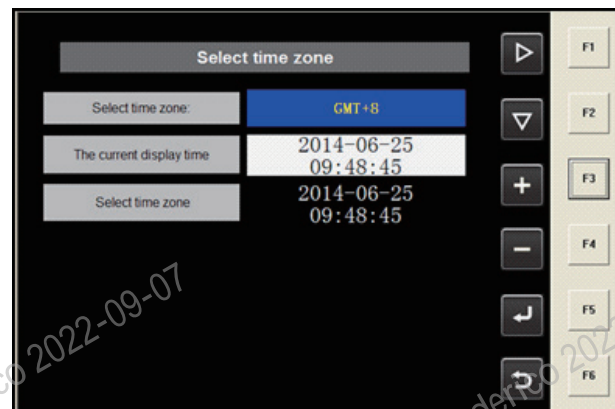 Select time zone
F1
Select time zone:
GMT+8
F2
The current display time
2014-06-25
09:48:45
F3
Select time zone
2014-06-25
09:48:45
F4
F5
F6
2022-09-07